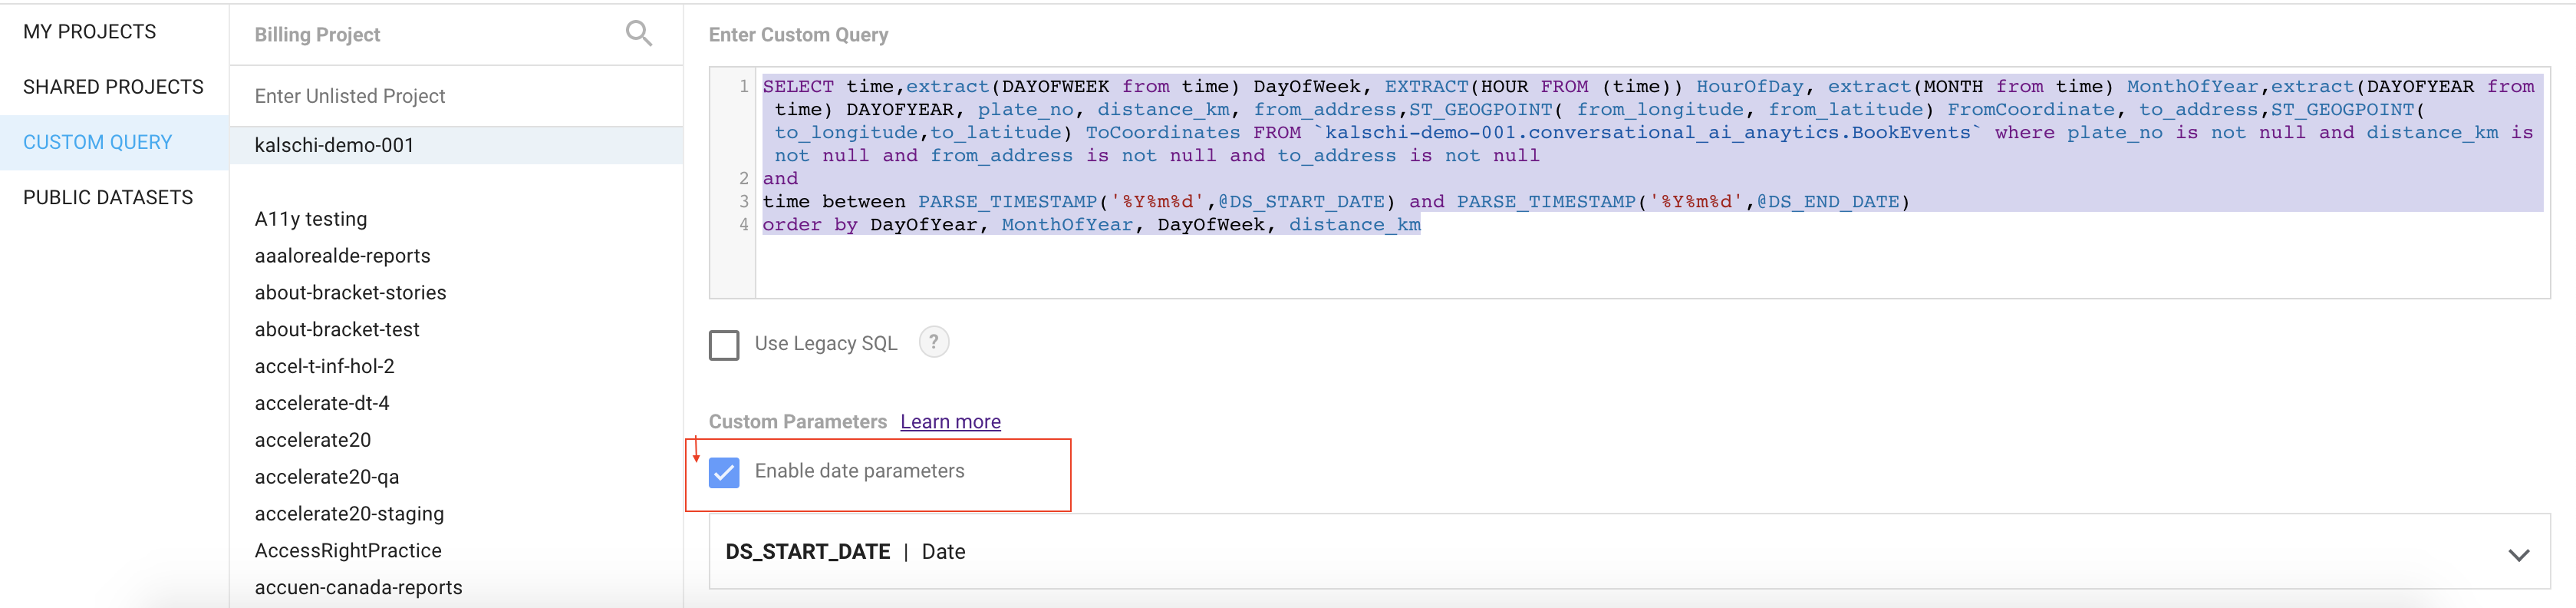 MY PROJECTS
SHARED PROJECTS
CUSTOM QUERY
PUBLIC DATASETS
Billing Project
Enter Unlisted Project
kalschi-demo-001
A11y testing
aaalorealde-reports
about-bracket-stories
about-bracket-test
accel-t-inf-hol-2
accelerate-dt-4
accelerate20
accelerate20-qa
accelerate20-staging
AccessRightPractice
accuen-canada-reports
Enter Custom Query
1 SELECT time,extract(DAYOFWEEK from time) DayOfWeek, EXTRACT(HOUR FROM (time)) HourOfDay, extract(MONTH from time) MonthOfYear,extract(DAYOFYEAR from
time) DAYOFYEAR, plate_no, distance_km, from_address,ST_GEOGPOINT( from_longitude, from_latitude) FromCoordinate, to_address,ST_GEOGPOINT(
to_longitude,to_latitude) ToCoordinates FROM `kalschi-demo-001.conversational_ai_anaytics.BookEvents` where plate_no is not null and distance_km is
not null and from_address is not null and to_address is not null
2 and
3 time between PARSE_TIMESTAMP('%Y%m%d',@DS_START_DATE) and PARSE_TIMESTAMP('%Y%m%d',@DS_END_DATE)
4 order by DayOfYear, MonthOfYear, DayOfWeek, distance_km
Use Legacy SQL ?
Custom Parameters Learn more
Enable date parameters
DS_START_DATE | Date